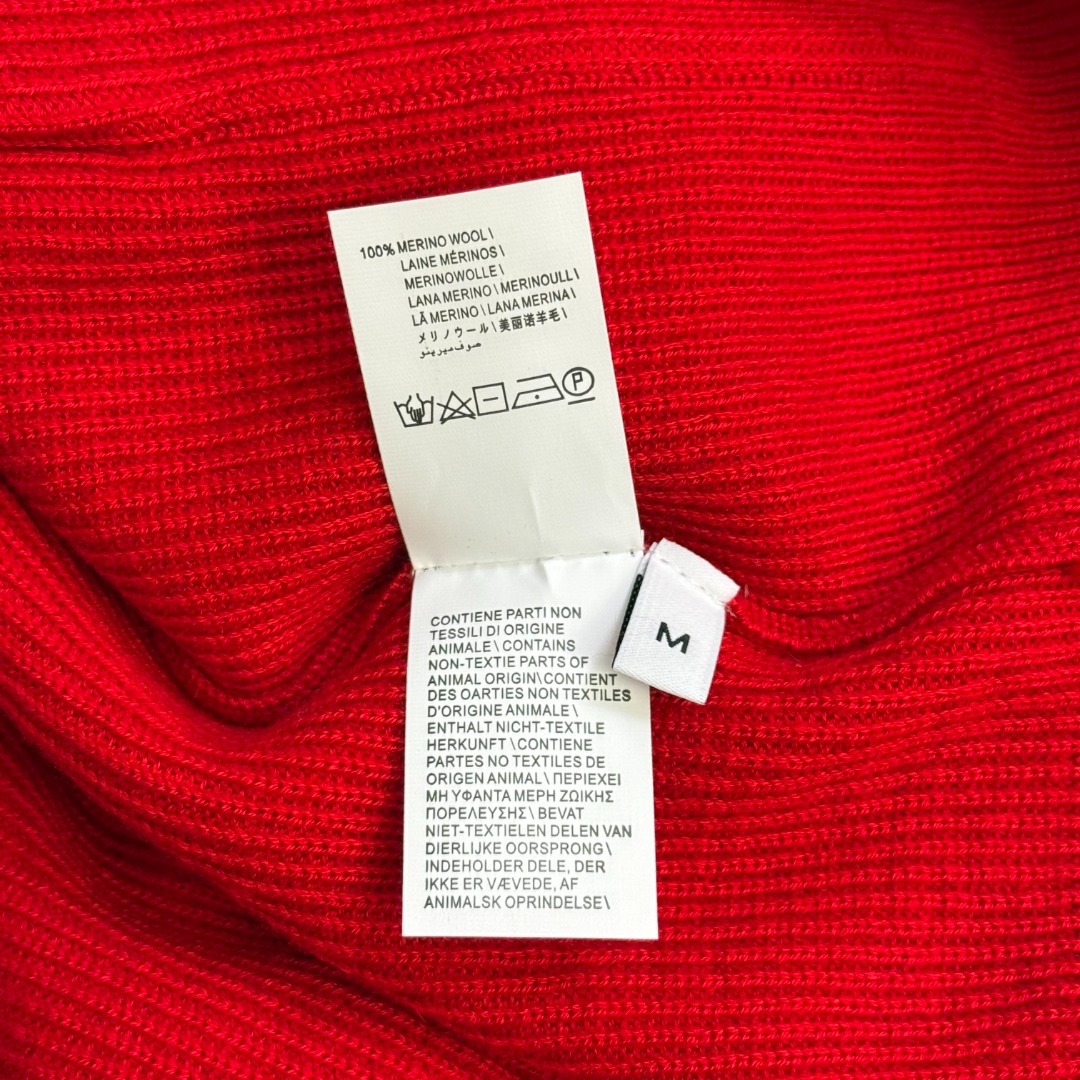 100% MERINO WOOL\
LAINE MÉRINOS\
MERINOWOLLE\
LANA MERINO\MERINOULL\
LÃ MERINO\LANA MERINA\
メリノウール\美丽诺羊毛\
صوف ميرينو
P
CONTIENE PARTI NON
TESSILI DI ORIGINE
ANIMALE\CONTAINS
NON-TEXTIE PARTS OF
ANIMAL ORIGIN\CONTIENT
DES OARTIES NON TEXTILES
D'ORIGINE ANIMALE\
ENTHALT NICHT-TEXTILE
HERKUNFT\CONTIENE
PARTES NO TEXTILES DE
ORIGEN ANIMAL\ΠΕΡΙΕΧΕΙ
ΜΗ ΥΦΑΝΤΑ ΜΕΡΗ ΖΩΙΚΗΣ
ΠΟΡΕΛΕΥΣΗΣ\BEVAT
NIET-TEXTIELEN DELEN VAN
DIERLIJKE OORSPRONG\
INDEHOLDER DELE, DER
IKKE ER VÆVEDE, AF
ANIMALSK OPRINDELSE\
M